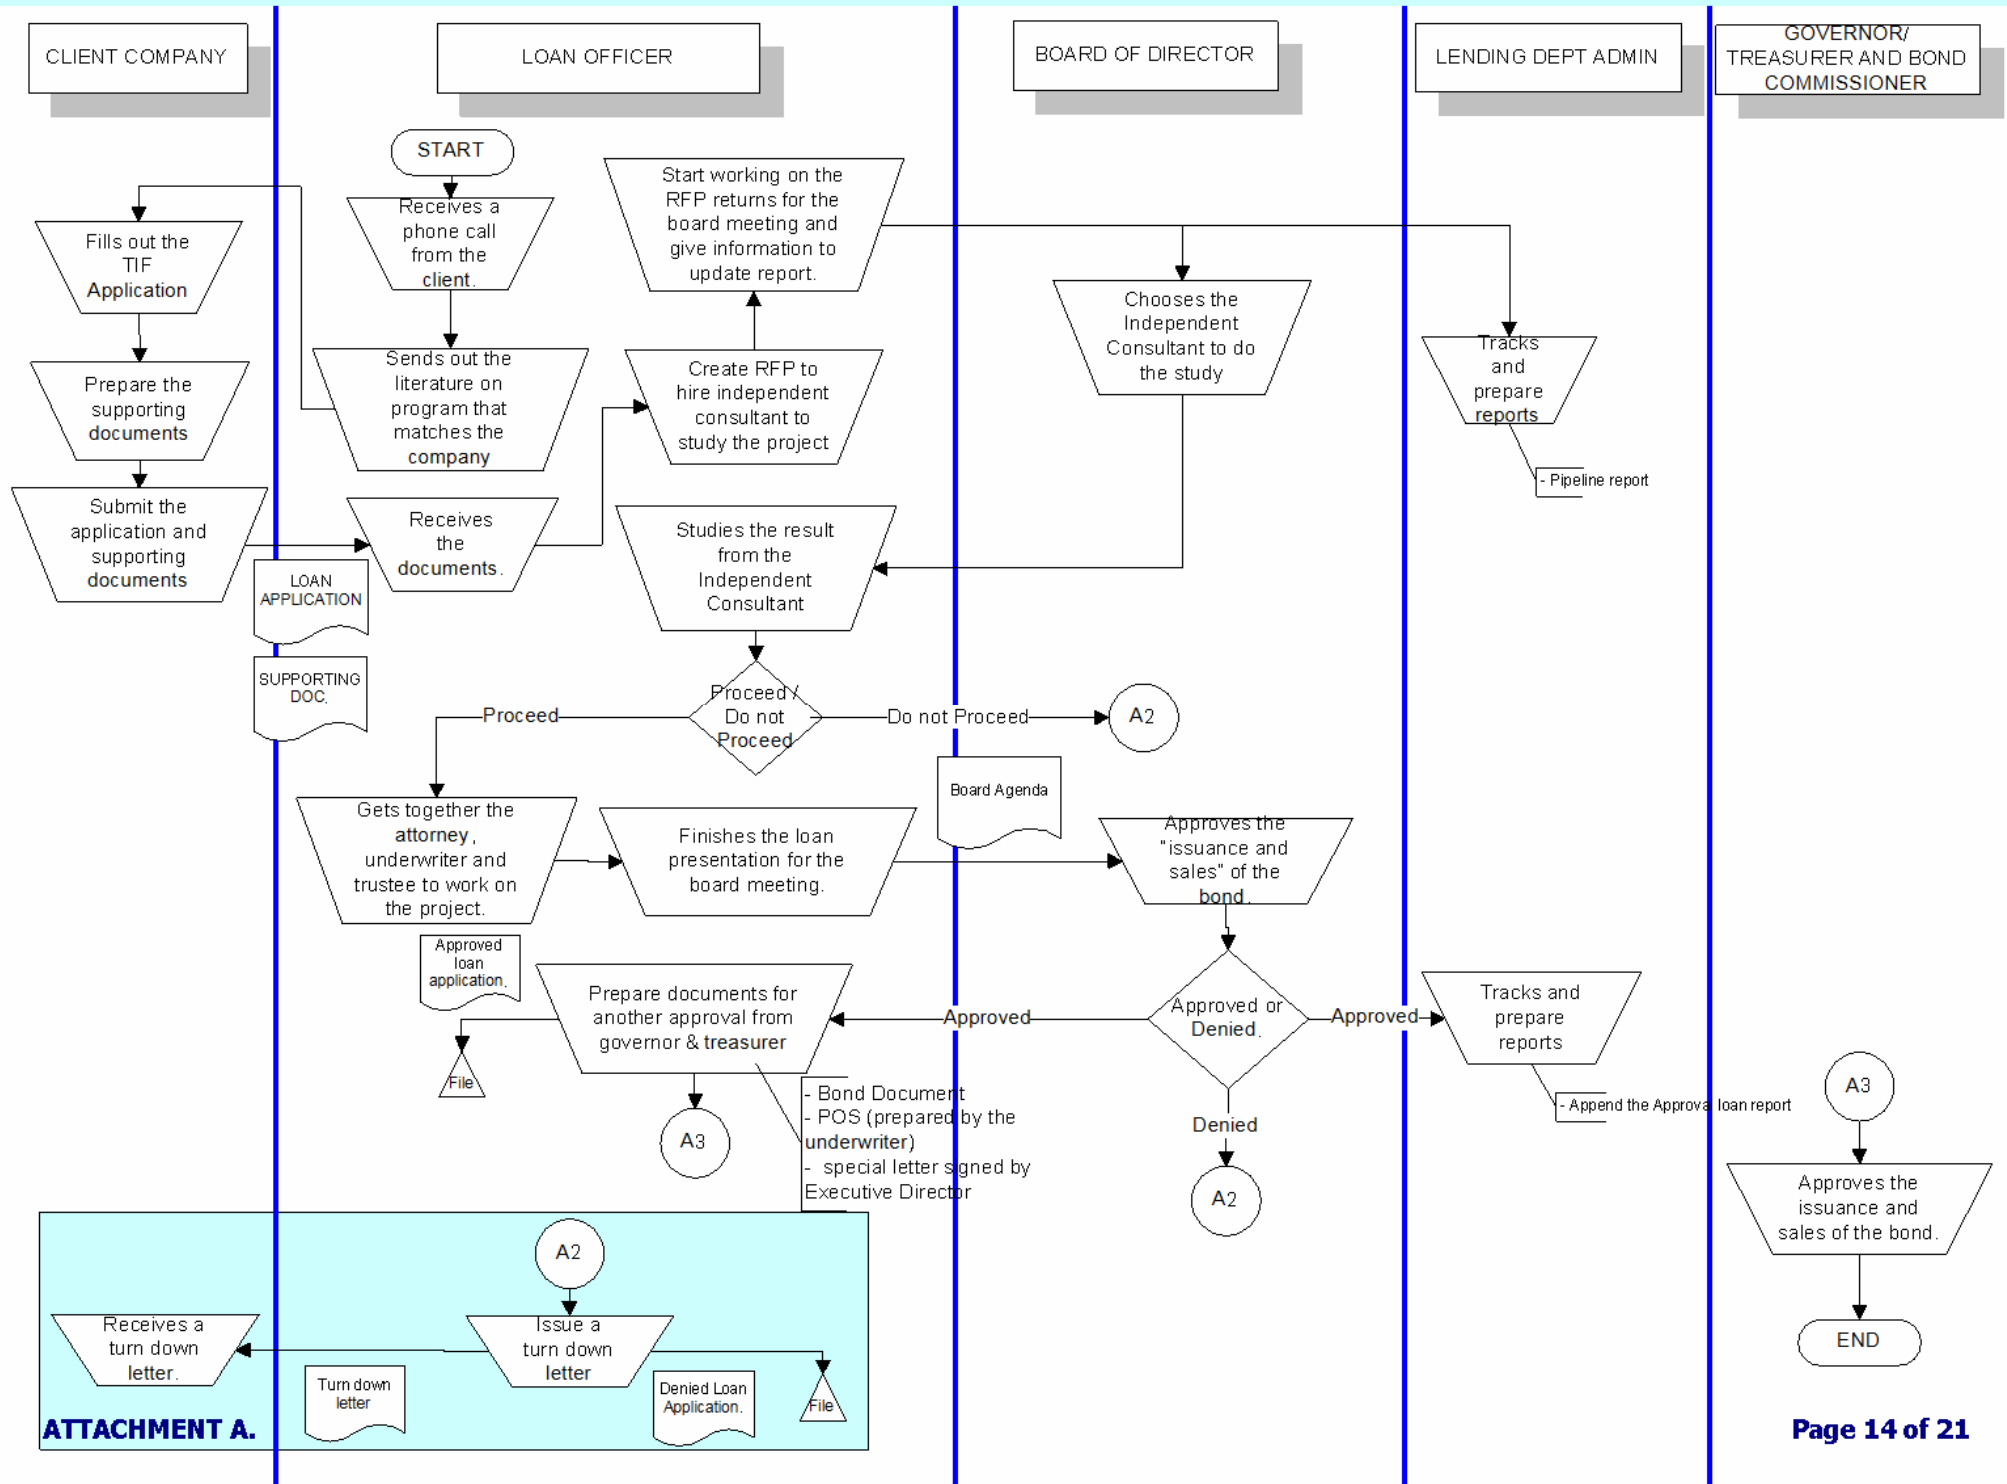 CLIENT COMPANY
LOAN OFFICER
BOARD OF DIRECTOR
LENDING DEPT ADMIN
GOVERNOR/
TREASURER AND BOND
COMMISSIONER
START
Receives a
phone call
from the
client.
Start working on the
RFP returns for the
board meeting and
give information to
update report.
Fills out the
TIF
Application
Chooses the
Independent
Consultant to do
the study
Tracks
and
prepare
reports
- Pipeline report
Prepare the
supporting
documents
Sends out the
literature on
program that
matches the
company
Create RFP to
hire independent
consultant to
study the project
Submit the
application and
supporting
documents
Receives
the
documents.
Studies the result
from the
Independent
Consultant
LOAN
APPLICATION
SUPPORTING
DOC.
Proceed /
Do not
Proceed
Proceed
Do not Proceed
A2
Board Agenda
Gets together the
attorney,
underwriter and
trustee to work on
the project.
Finishes the loan
presentation for the
board meeting.
Approves the
"issuance and
sales" of the
bond.
Approved
loan
application.
Prepare documents for
another approval from
governor & treasurer
Approved
Approved or
Denied.
Approved
Tracks and
prepare
reports
File
- Bond Document
- POS (prepared by the
underwriter)
- special letter signed by
Executive Director
- Append the Approval loan report
A3
A3
Denied
A2
Approves the
issuance and
sales of the bond.
END
A2
Receives a
turn down
letter.
Issue a
turn down
letter
Turn down
letter
Denied Loan
Application.
File
ATTACHMENT A.
Page 14 of 21